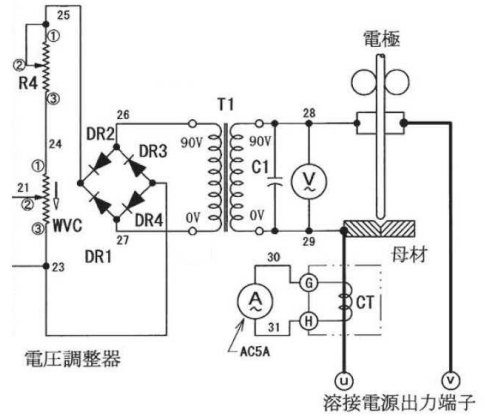 25
①
②
R4
③
24
①
21
②
WVC
③
23
26
DR2
DR3
DR4
DR1
27
T1
90V
0V
90V
0V
C1
28
V
29
電極
母材
30
A
31
AC5A
G
H
CT
電圧調整器
u
v
溶接電源出力端子